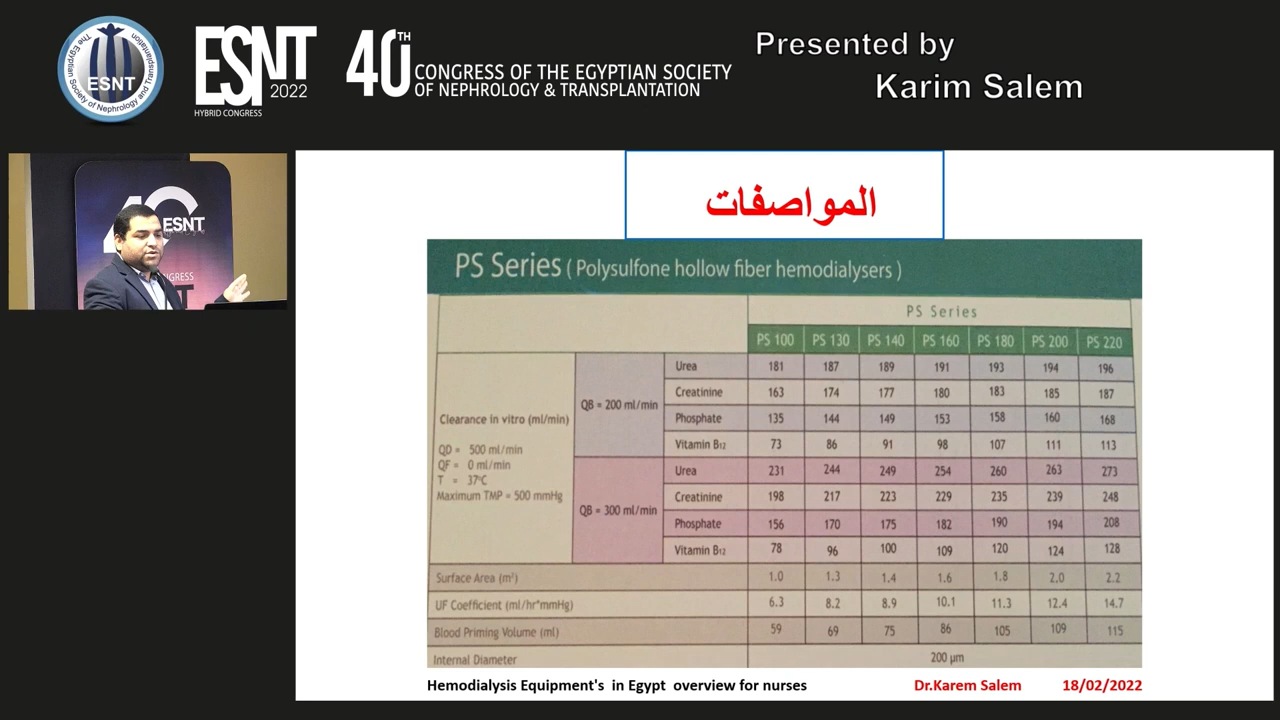 The Egyptian Society of Nephrology and Transplantation
ESNT
ESNT
2022
HYBRID CONGRESS
40TH
CONGRESS OF THE EGYPTIAN SOCIETY
OF NEPHROLOGY & TRANSPLANTATION
Presented by
Karim Salem
40
ESNT
CONGRESS
المواصفات
PS Series ( Polysulfone hollow fiber hemodialysers )
PS Series
PS 100 PS 130 PS 140 PS 160 PS 180 PS 200 PS 220
Clearance in vitro (ml/min)
QD = 500 ml/min
QF = 0 ml/min
T = 37°C
Maximum TMP = 500 mmHg
QB = 200 ml/min
Urea 181 187 189 191 193 194 196
Creatinine 163 174 177 180 183 185 187
Phosphate 135 144 149 153 158 160 168
Vitamin B12 73 86 91 98 107 111 113
QB = 300 ml/min
Urea 231 244 249 254 260 263 273
Creatinine 198 217 223 229 235 239 248
Phosphate 156 170 175 182 190 194 208
Vitamin B12 78 96 100 109 120 124 128
Surface Area (m²) 1.0 1.3 1.4 1.6 1.8 2.0 2.2
UF Coefficient (ml/hr*mmHg) 6.3 8.2 8.9 10.1 11.3 12.4 14.7
Blood Priming Volume (ml) 59 69 75 86 105 109 115
Internal Diameter 200 μm
Hemodialysis Equipment's in Egypt overview for nurses
Dr.Karem Salem
18/02/2022